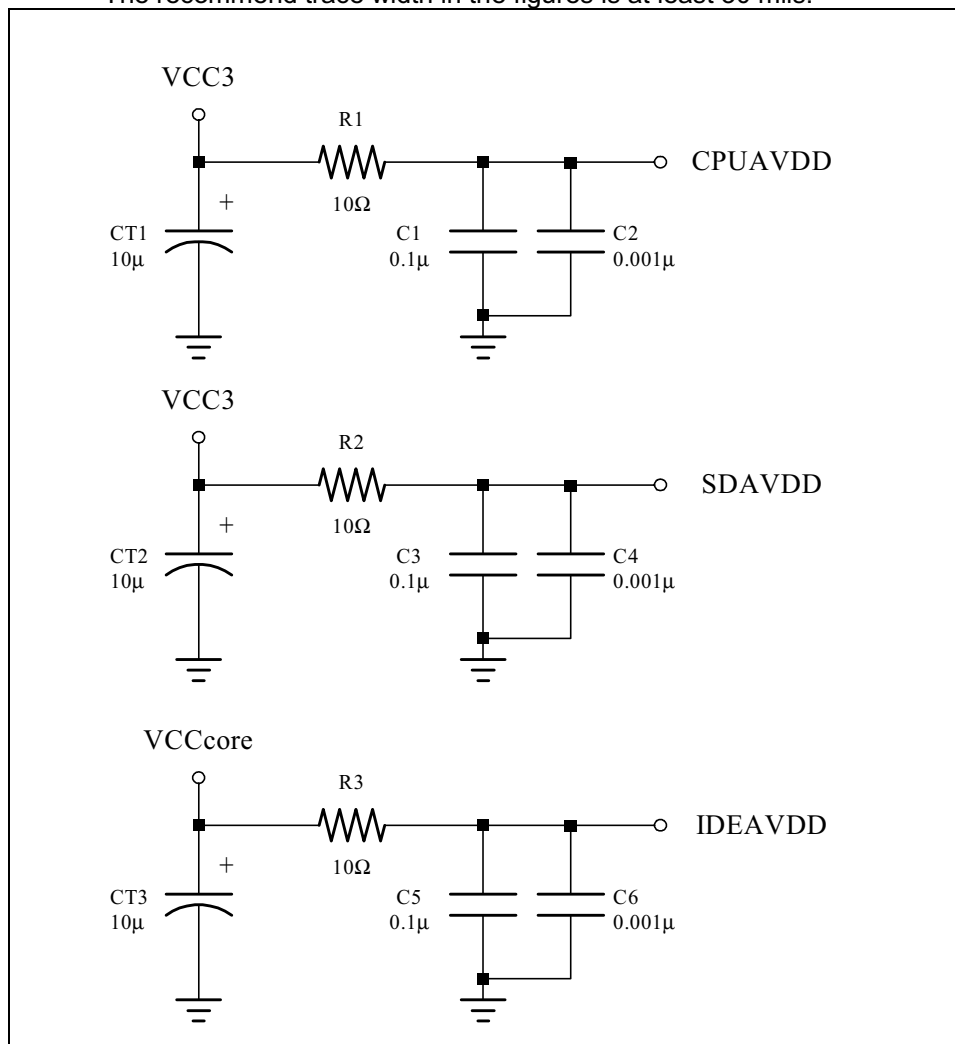 VCC3
R1
CPUAVDD
+
10Ω
CT1
10μ
C1
0.1μ
C2
0.001μ
VCC3
R2
SDAVDD
+
10Ω
CT2
10μ
C3
0.1μ
C4
0.001μ
VCCcore
R3
IDEAVDD
+
10Ω
CT3
10μ
C5
0.1μ
C6
0.001μ